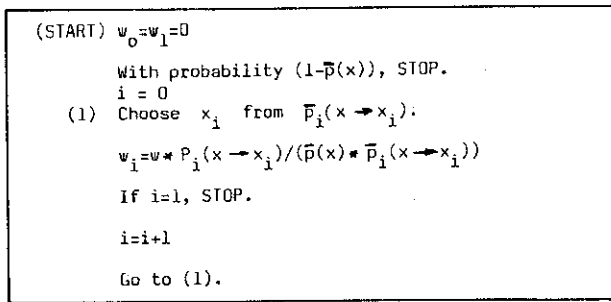 (START) w₀=w₁=0
With probability (1-p̄(x)), STOP.
i = 0
(1) Choose xᵢ from p̄ᵢ(x → xᵢ).
wᵢ=w* Pᵢ(x → xᵢ)/(p̄(x)* p̄ᵢ(x → xᵢ))
If i=1, STOP.
i=i+1
Go to (1).